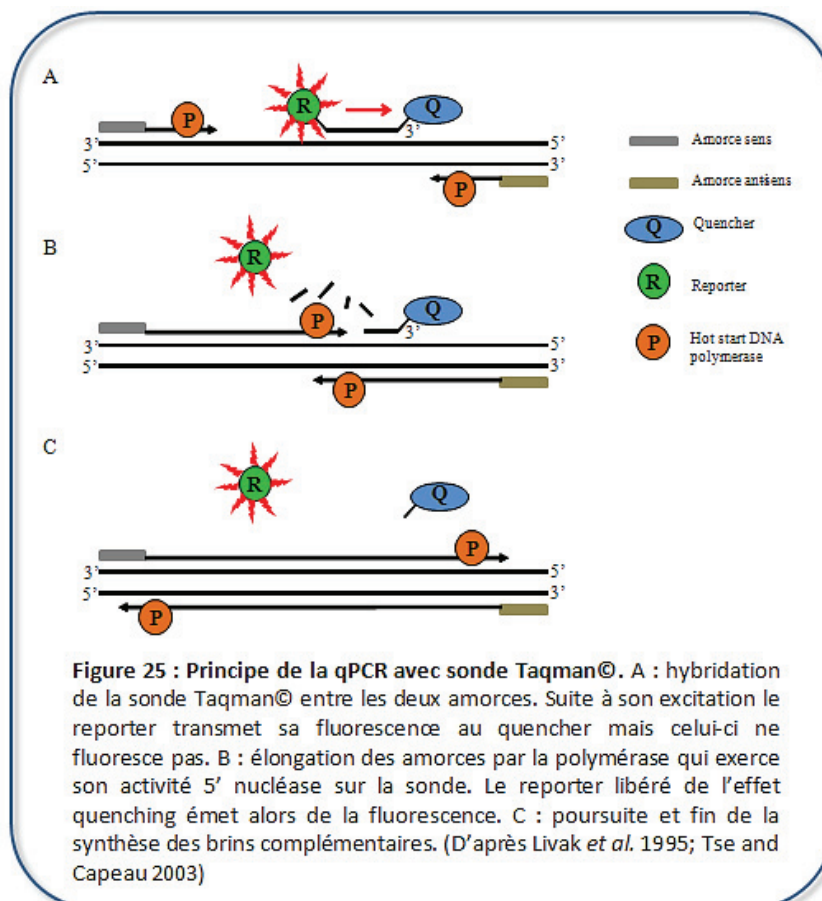 A
R
Q
P
3'
3'
5'
5'
3'
P
Amorce sens
Amorce antisens
Q
Quencher
R
Reporter
P
Hot start DNA
polymerase
B
R
Q
P
3'
3'
5'
5'
3'
P
C
R
Q
P
3'
5'
5'
3'
P
Figure 25 : Principe de la qPCR avec sonde Taqman©. A : hybridation
de la sonde Taqman© entre les deux amorces. Suite à son excitation le
reporter transmet sa fluorescence au quencher mais celui-ci ne
fluoresce pas. B : élongation des amorces par la polymérase qui exerce
son activité 5’ nucléase sur la sonde. Le reporter libéré de l’effet
quenching émet alors de la fluorescence. C : poursuite et fin de la
synthèse des brins complémentaires. (D’après Livak et al. 1995; Tse and
Capeau 2003)